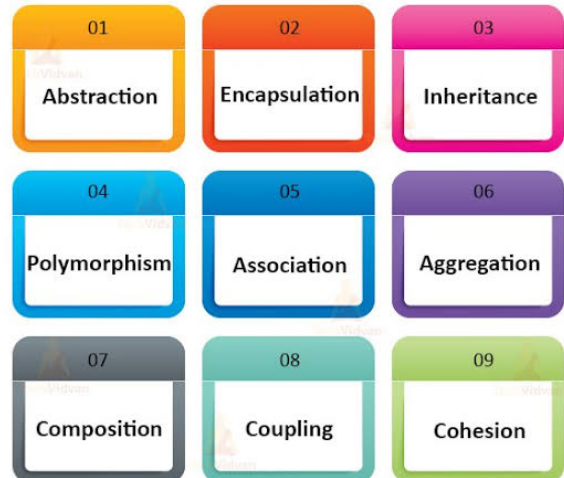 01
Abstraction
02
Encapsulation
03
Inheritance
04
Polymorphism
05
Association
06
Aggregation
07
Composition
08
Coupling
09
Cohesion